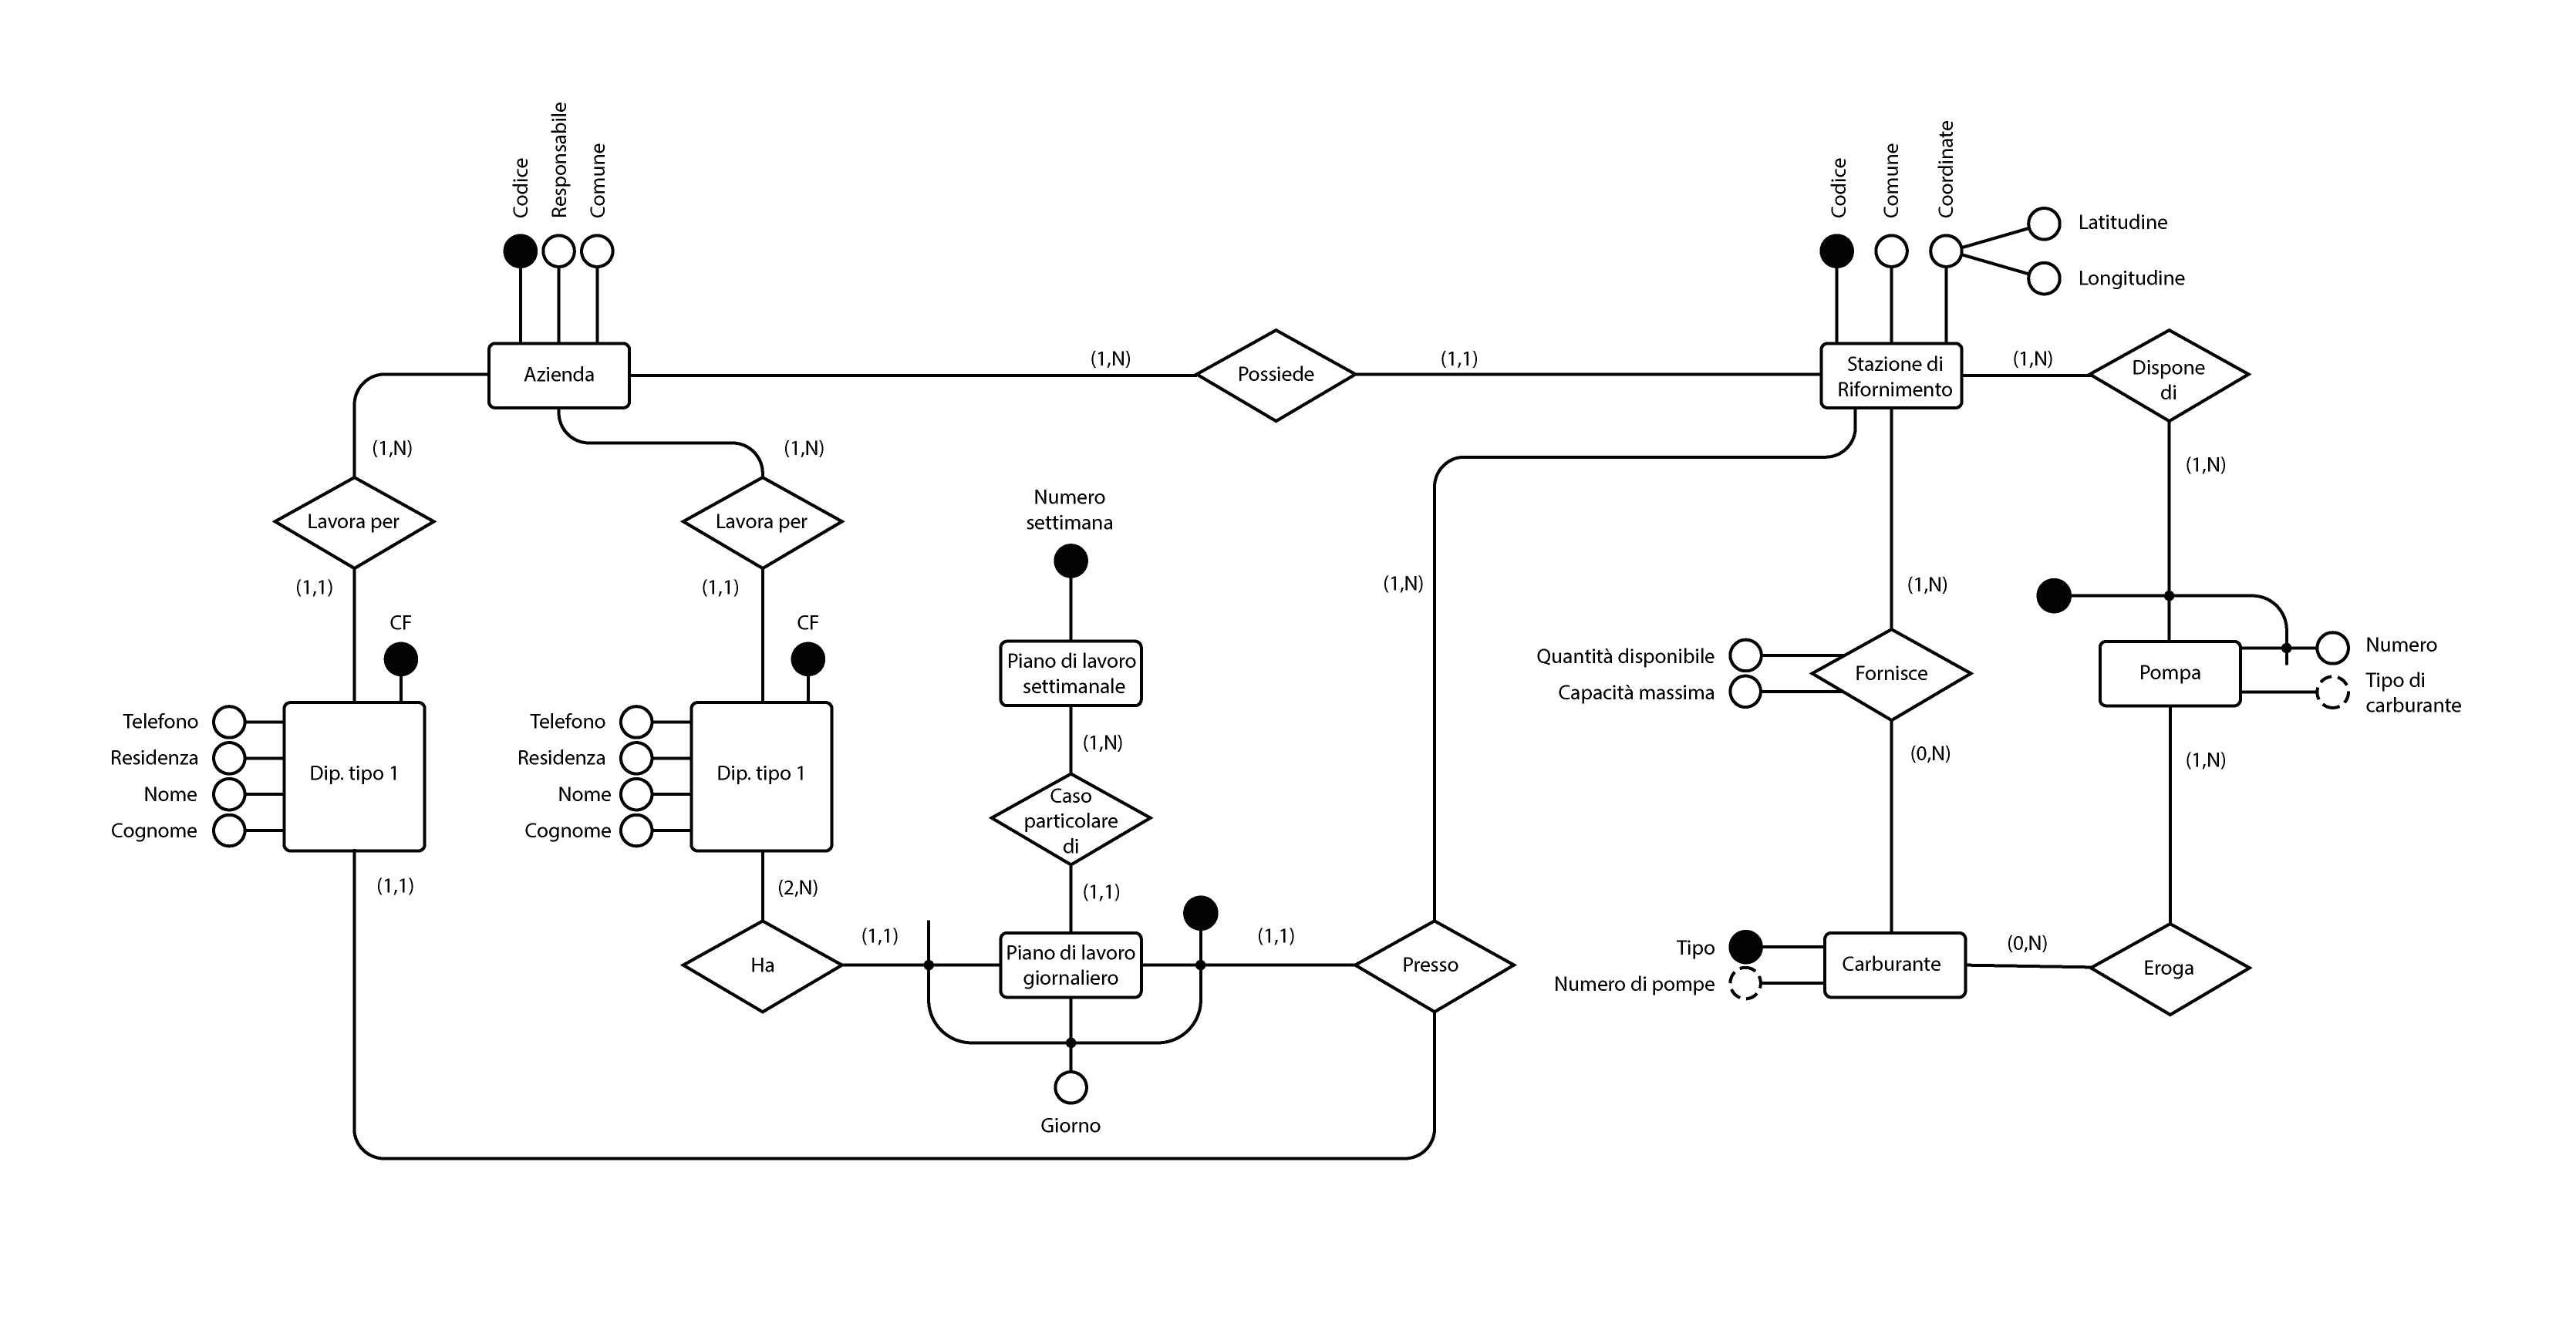 Codice
Responsabile
Comune
Codice
Comune
Coordinate
Latitudine
Longitudine
Azienda
(1,N)
Possiede
(1,1)
Stazione di
Rifornimento
(1,N)
Dispone
di
(1,N)
(1,N)
(1,N)
Lavora per
Lavora per
Numero
settimana
(1,1)
(1,1)
(1,N)
(1,N)
CF
CF
Piano di lavoro
settimanale
Quantità disponibile
Capacità massima
Fornisce
Pompa
Numero
Tipo di
carburante
Telefono
Residenza
Nome
Cognome
Dip. tipo 1
Telefono
Residenza
Nome
Cognome
Dip. tipo 1
(1,N)
(0,N)
(1,N)
Caso
particolare
di
(1,1)
(2,N)
(1,1)
Ha
(1,1)
Piano di lavoro
giornaliero
(1,1)
Presso
Tipo
Numero di pompe
Carburante
(0,N)
Eroga
Giorno